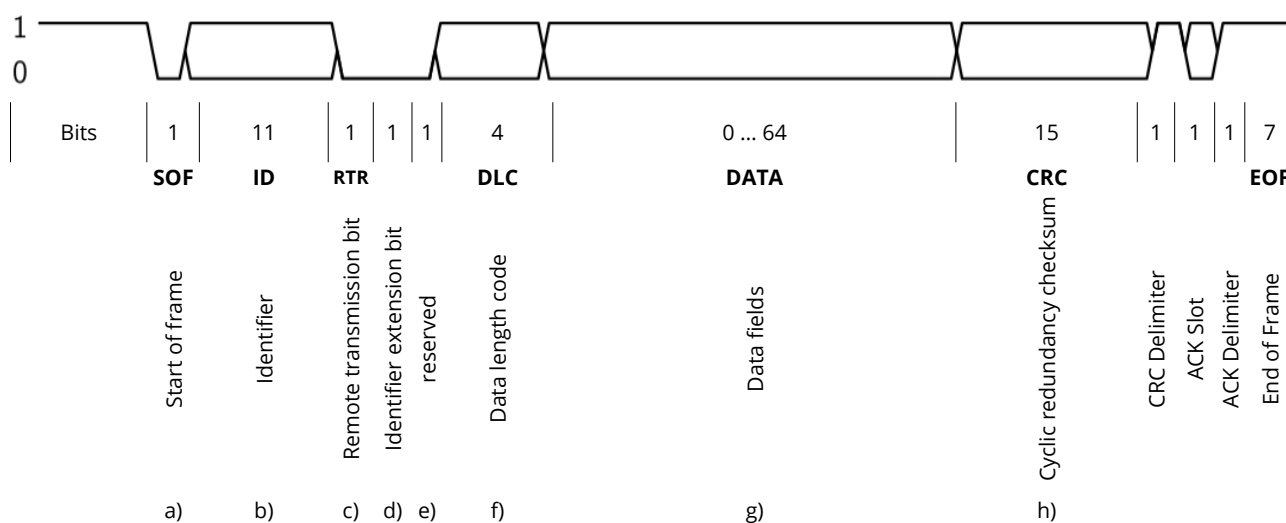 1
0
Bits 1 11 1 1 1 4 0 ... 64 15 1 1 1 7
SOF ID RTR DLC DATA CRC EOF
Start of frame
Identifier
Remote transmission bit
Identifier extension bit
reserved
Data length code
Data fields
Cyclic redundancy checksum
CRC Delimiter
ACK Slot
ACK Delimiter
End of Frame
a) b) c) d) e) f) g) h)